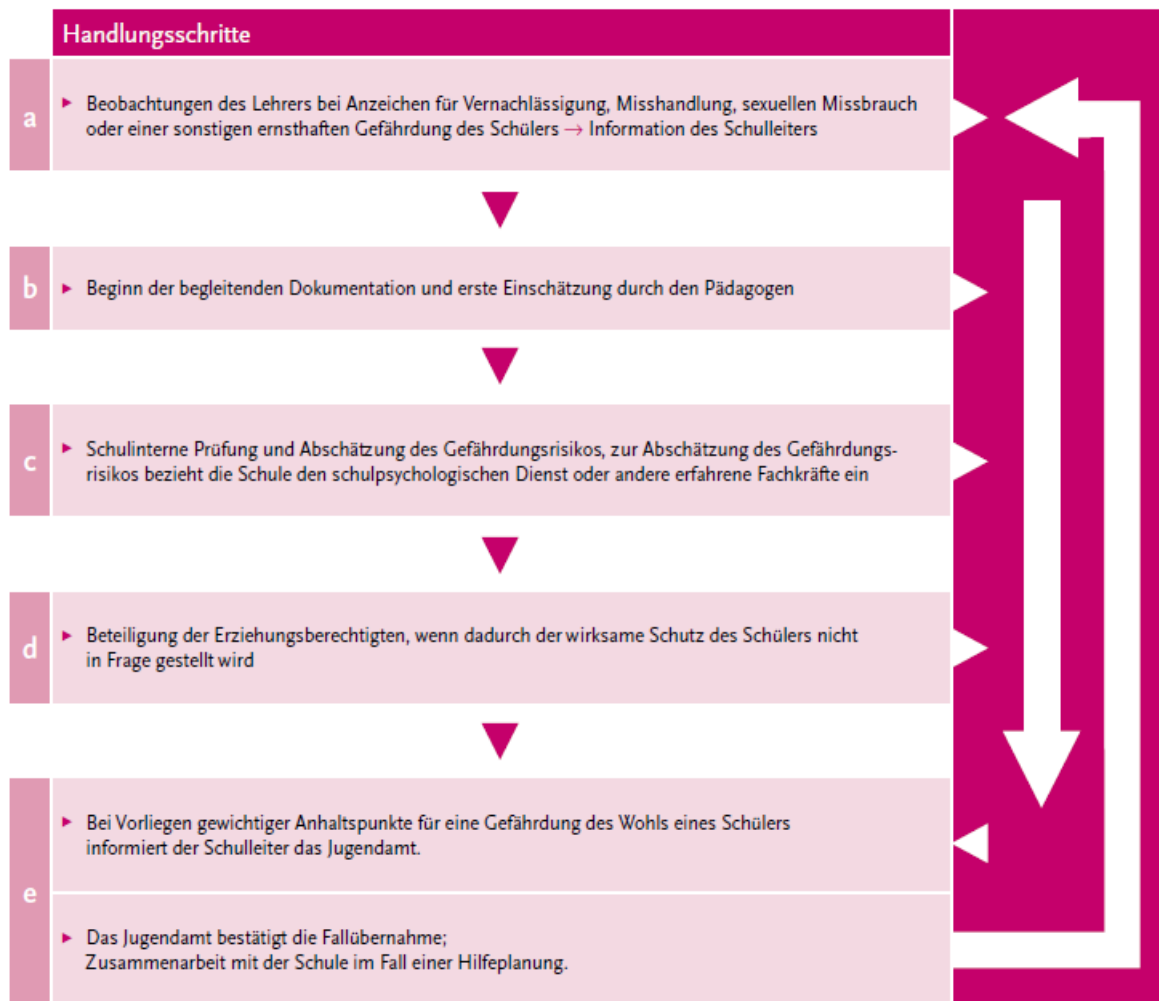 Handlungsschritte
a
▸ Beobachtungen des Lehrers bei Anzeichen für Vernachlässigung, Misshandlung, sexuellen Missbrauch
oder einer sonstigen ernsthaften Gefährdung des Schülers → Information des Schulleiters
b
▸ Beginn der begleitenden Dokumentation und erste Einschätzung durch den Pädagogen
c
▸ Schulinterne Prüfung und Abschätzung des Gefährdungsrisikos, zur Abschätzung des Gefährdungs-
risikos bezieht die Schule den schulpsychologischen Dienst oder andere erfahrene Fachkräfte ein
d
▸ Beteiligung der Erziehungsberechtigten, wenn dadurch der wirksame Schutz des Schülers nicht
in Frage gestellt wird
e
▸ Bei Vorliegen gewichtiger Anhaltspunkte für eine Gefährdung des Wohls eines Schülers
informiert der Schulleiter das Jugendamt.
▸ Das Jugendamt bestätigt die Fallübernahme;
Zusammenarbeit mit der Schule im Fall einer Hilfeplanung.